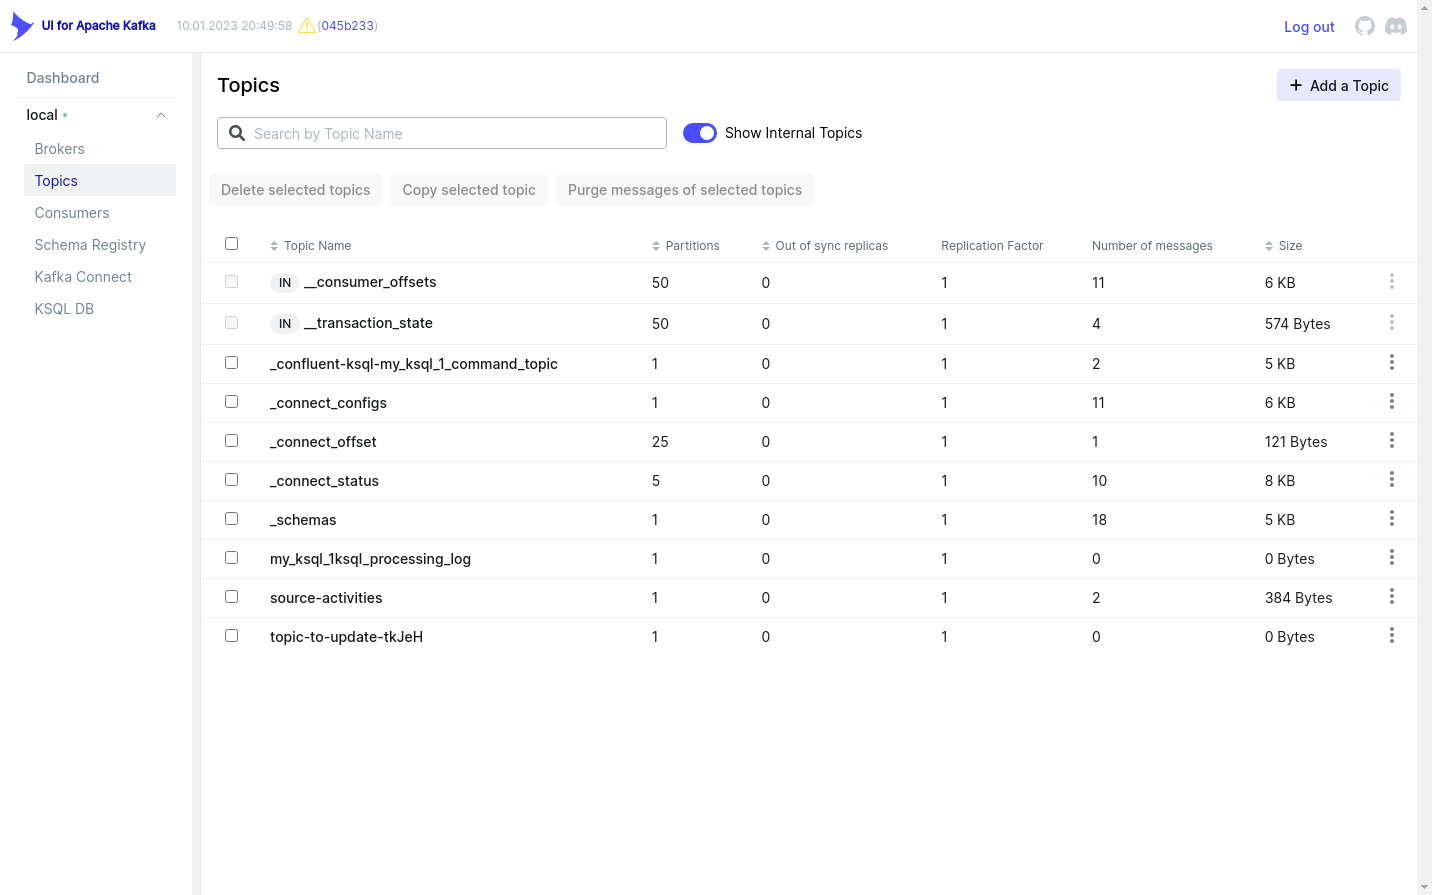 UI for Apache Kafka 10.01.2023 20:49:58 (045b233) Log out
Dashboard
local
Brokers
Topics
Consumers
Schema Registry
Kafka Connect
KSQL DB
Topics
Add a Topic
Search by Topic Name
Show Internal Topics
Delete selected topics Copy selected topic Purge messages of selected topics
Topic Name Partitions Out of sync replicas Replication Factor Number of messages Size
IN __consumer_offsets 50 0 1 11 6 KB
IN __transaction_state 50 0 1 4 574 Bytes
_confluent-ksql-my_ksql_1_command_topic 1 0 1 2 5 KB
_connect_configs 1 0 1 11 6 KB
_connect_offset 25 0 1 1 121 Bytes
_connect_status 5 0 1 10 8 KB
_schemas 1 0 1 18 5 KB
my_ksql_1ksql_processing_log 1 0 1 0 0 Bytes
source-activities 1 0 1 2 384 Bytes
topic-to-update-tkJeH 1 0 1 0 0 Bytes